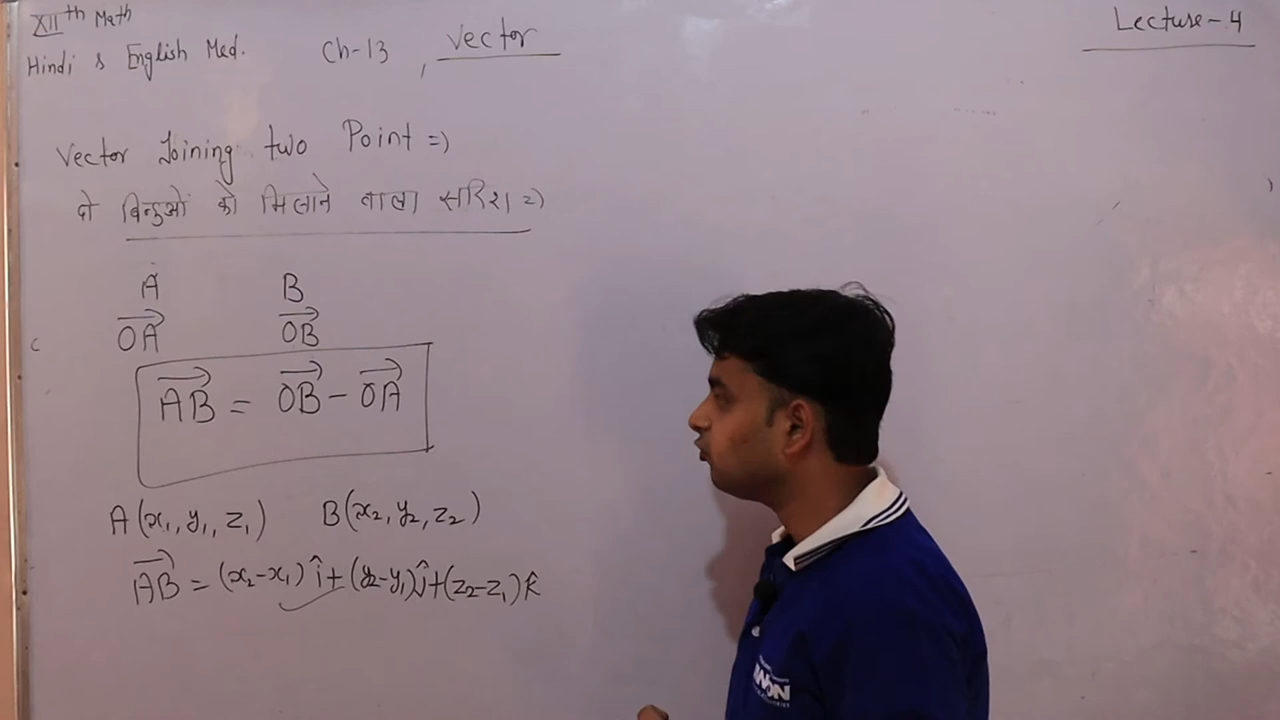 XIIth Math
Hindi & English Med. Ch-13, Vector
Lecture-4
Vector Joining two Point ⇒)
दो बिन्दुओं को मिलाने वाला सदिश ⇒)
A B
→OA →OB
→AB = →OB - →OA
A(x₁, y₁, z₁) B(x₂, y₂, z₂)
→AB = (x₂-x₁) î + (y₂-y₁)ĵ + (z₂-z₁) k̂